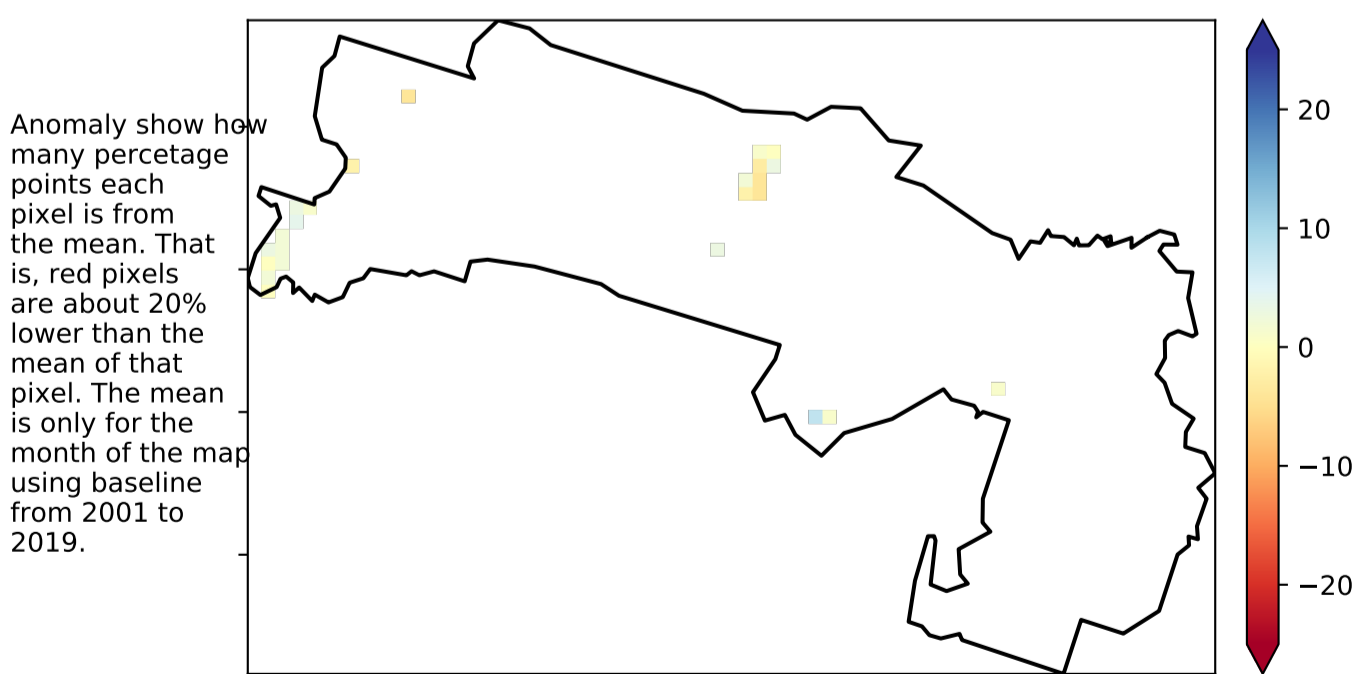 Anomaly show how
many percetage
points each
pixel is from
the mean. That
is, red pixels
are about 20%
lower than the
mean of that
pixel. The mean
is only for the
month of the map
using baseline
from 2001 to
2019.
20
10
0
−10
−20